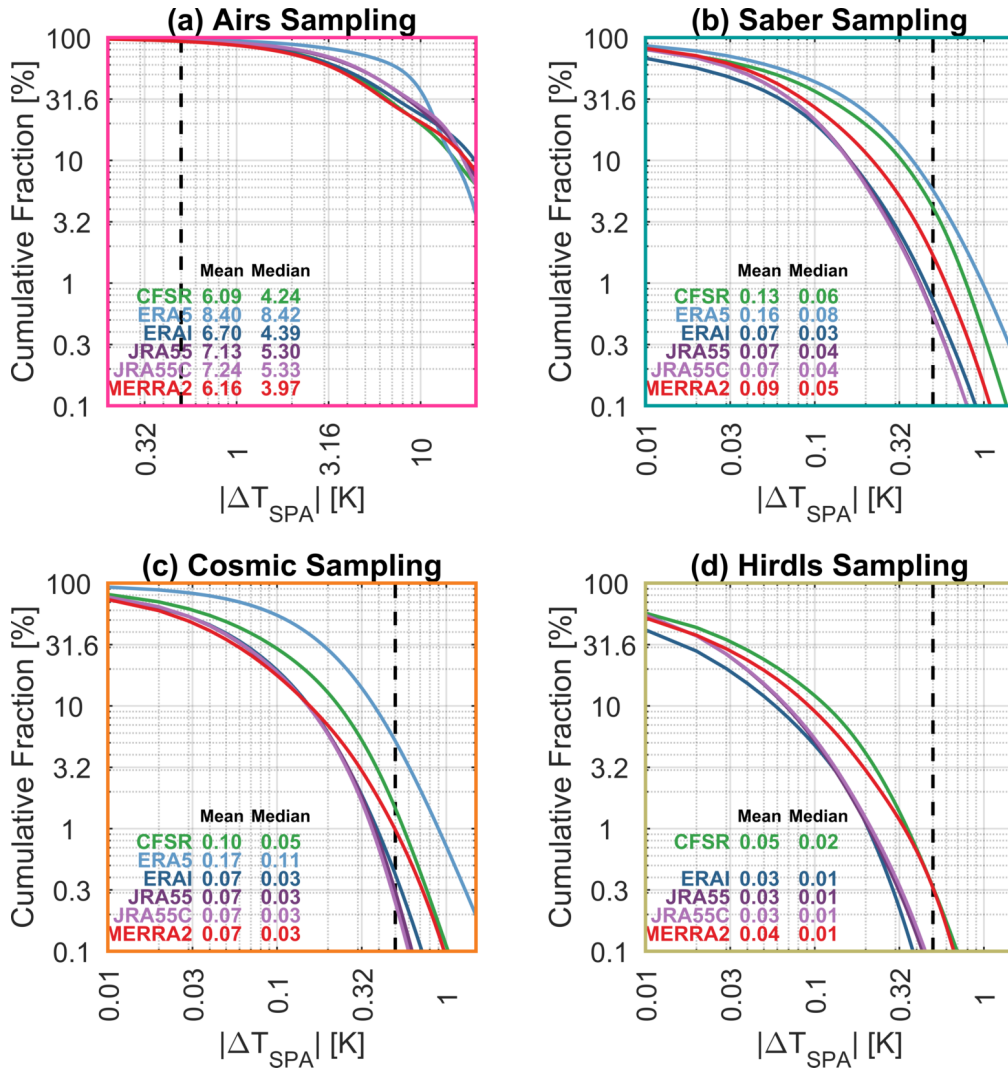 (a) Airs Sampling
Cumulative Fraction [%]
100
31.6
10
3.2
1
0.3
0.1
Mean Median
CFSR 6.09 4.24
ERA5 8.40 8.42
ERAI 6.70 4.39
JRA55 7.13 5.30
JRA55C 7.24 5.33
MERRA2 6.16 3.97
0.32 1 3.16 10
|ΔT_SPA| [K]
(b) Saber Sampling
Cumulative Fraction [%]
100
31.6
10
3.2
1
0.3
0.1
Mean Median
CFSR 0.13 0.06
ERA5 0.16 0.08
ERAI 0.07 0.03
JRA55 0.07 0.04
JRA55C 0.07 0.04
MERRA2 0.09 0.05
0.01 0.03 0.1 0.32 1
|ΔT_SPA| [K]
(c) Cosmic Sampling
Cumulative Fraction [%]
100
31.6
10
3.2
1
0.3
0.1
Mean Median
CFSR 0.10 0.05
ERA5 0.17 0.11
ERAI 0.07 0.03
JRA55 0.07 0.03
JRA55C 0.07 0.03
MERRA2 0.07 0.03
0.01 0.03 0.1 0.32 1
|ΔT_SPA| [K]
(d) Hirdls Sampling
Cumulative Fraction [%]
100
31.6
10
3.2
1
0.3
0.1
Mean Median
CFSR 0.05 0.02
ERAI 0.03 0.01
JRA55 0.03 0.01
JRA55C 0.03 0.01
MERRA2 0.04 0.01
0.01 0.03 0.1 0.32 1
|ΔT_SPA| [K]